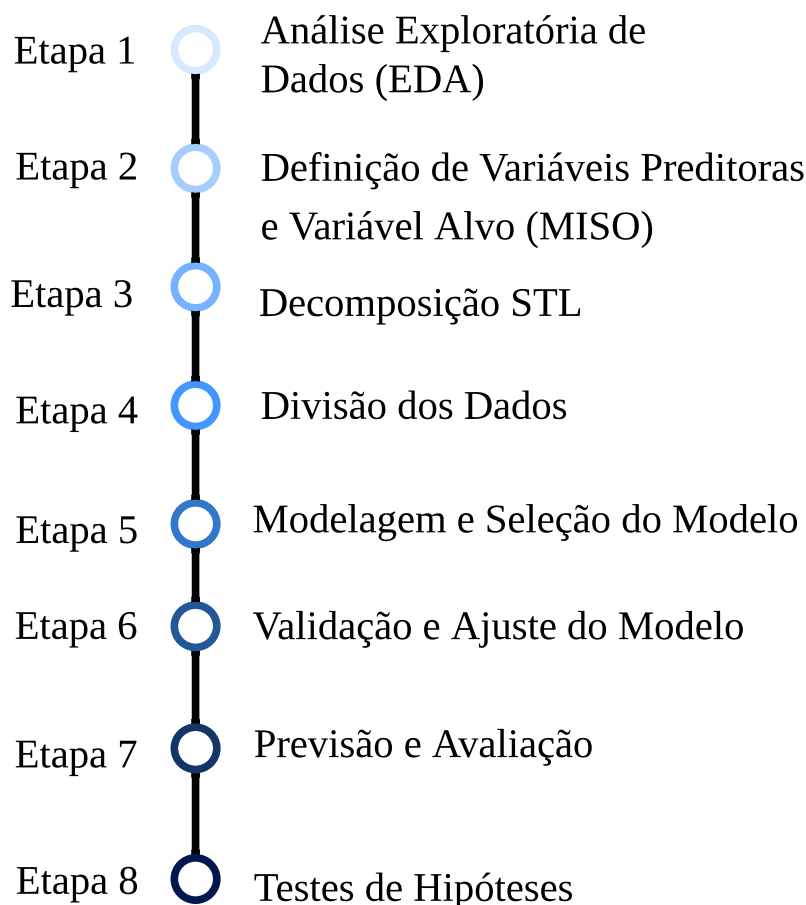 Etapa 1
Análise Exploratória de
Dados (EDA)
Etapa 2
Definição de Variáveis Preditoras
e Variável Alvo (MISO)
Etapa 3
Decomposição STL
Etapa 4
Divisão dos Dados
Etapa 5
Modelagem e Seleção do Modelo
Etapa 6
Validação e Ajuste do Modelo
Etapa 7
Previsão e Avaliação
Etapa 8
Testes de Hipóteses